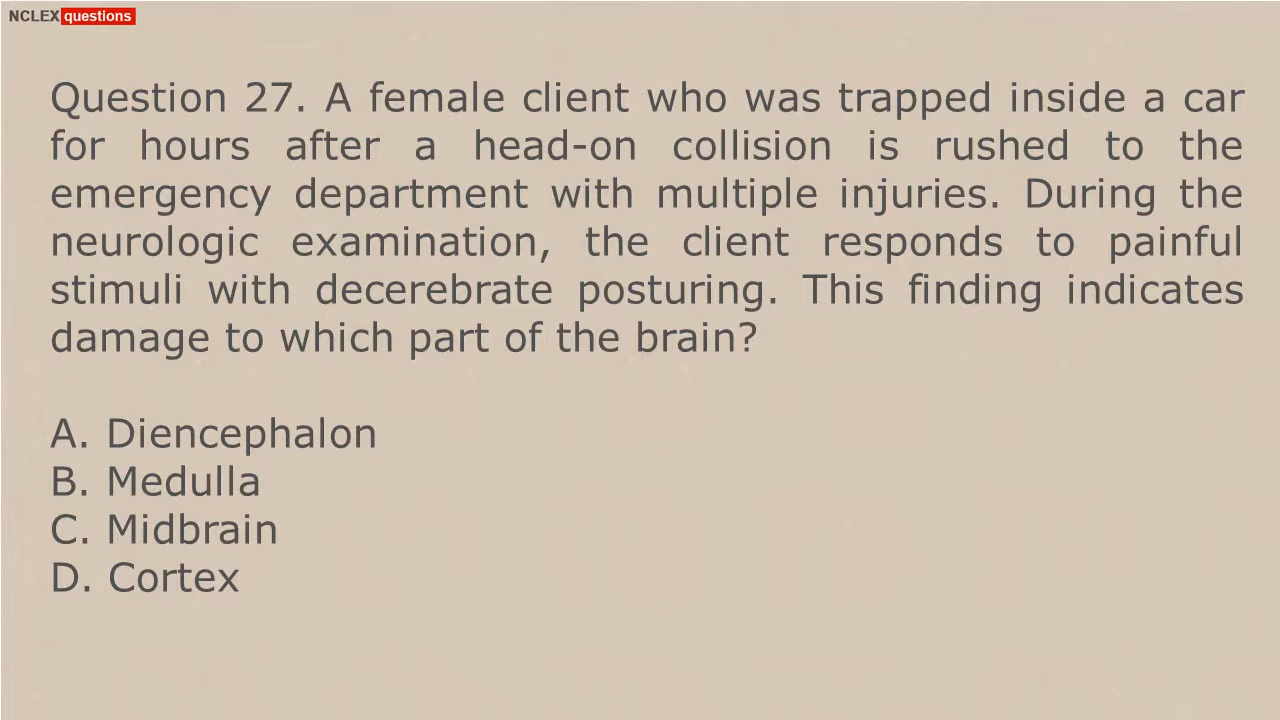 NCLEX questions
Question 27. A female client who was trapped inside a car
for hours after a head-on collision is rushed to the
emergency department with multiple injuries. During the
neurologic examination, the client responds to painful
stimuli with decerebrate posturing. This finding indicates
damage to which part of the brain?
A. Diencephalon
B. Medulla
C. Midbrain
D. Cortex